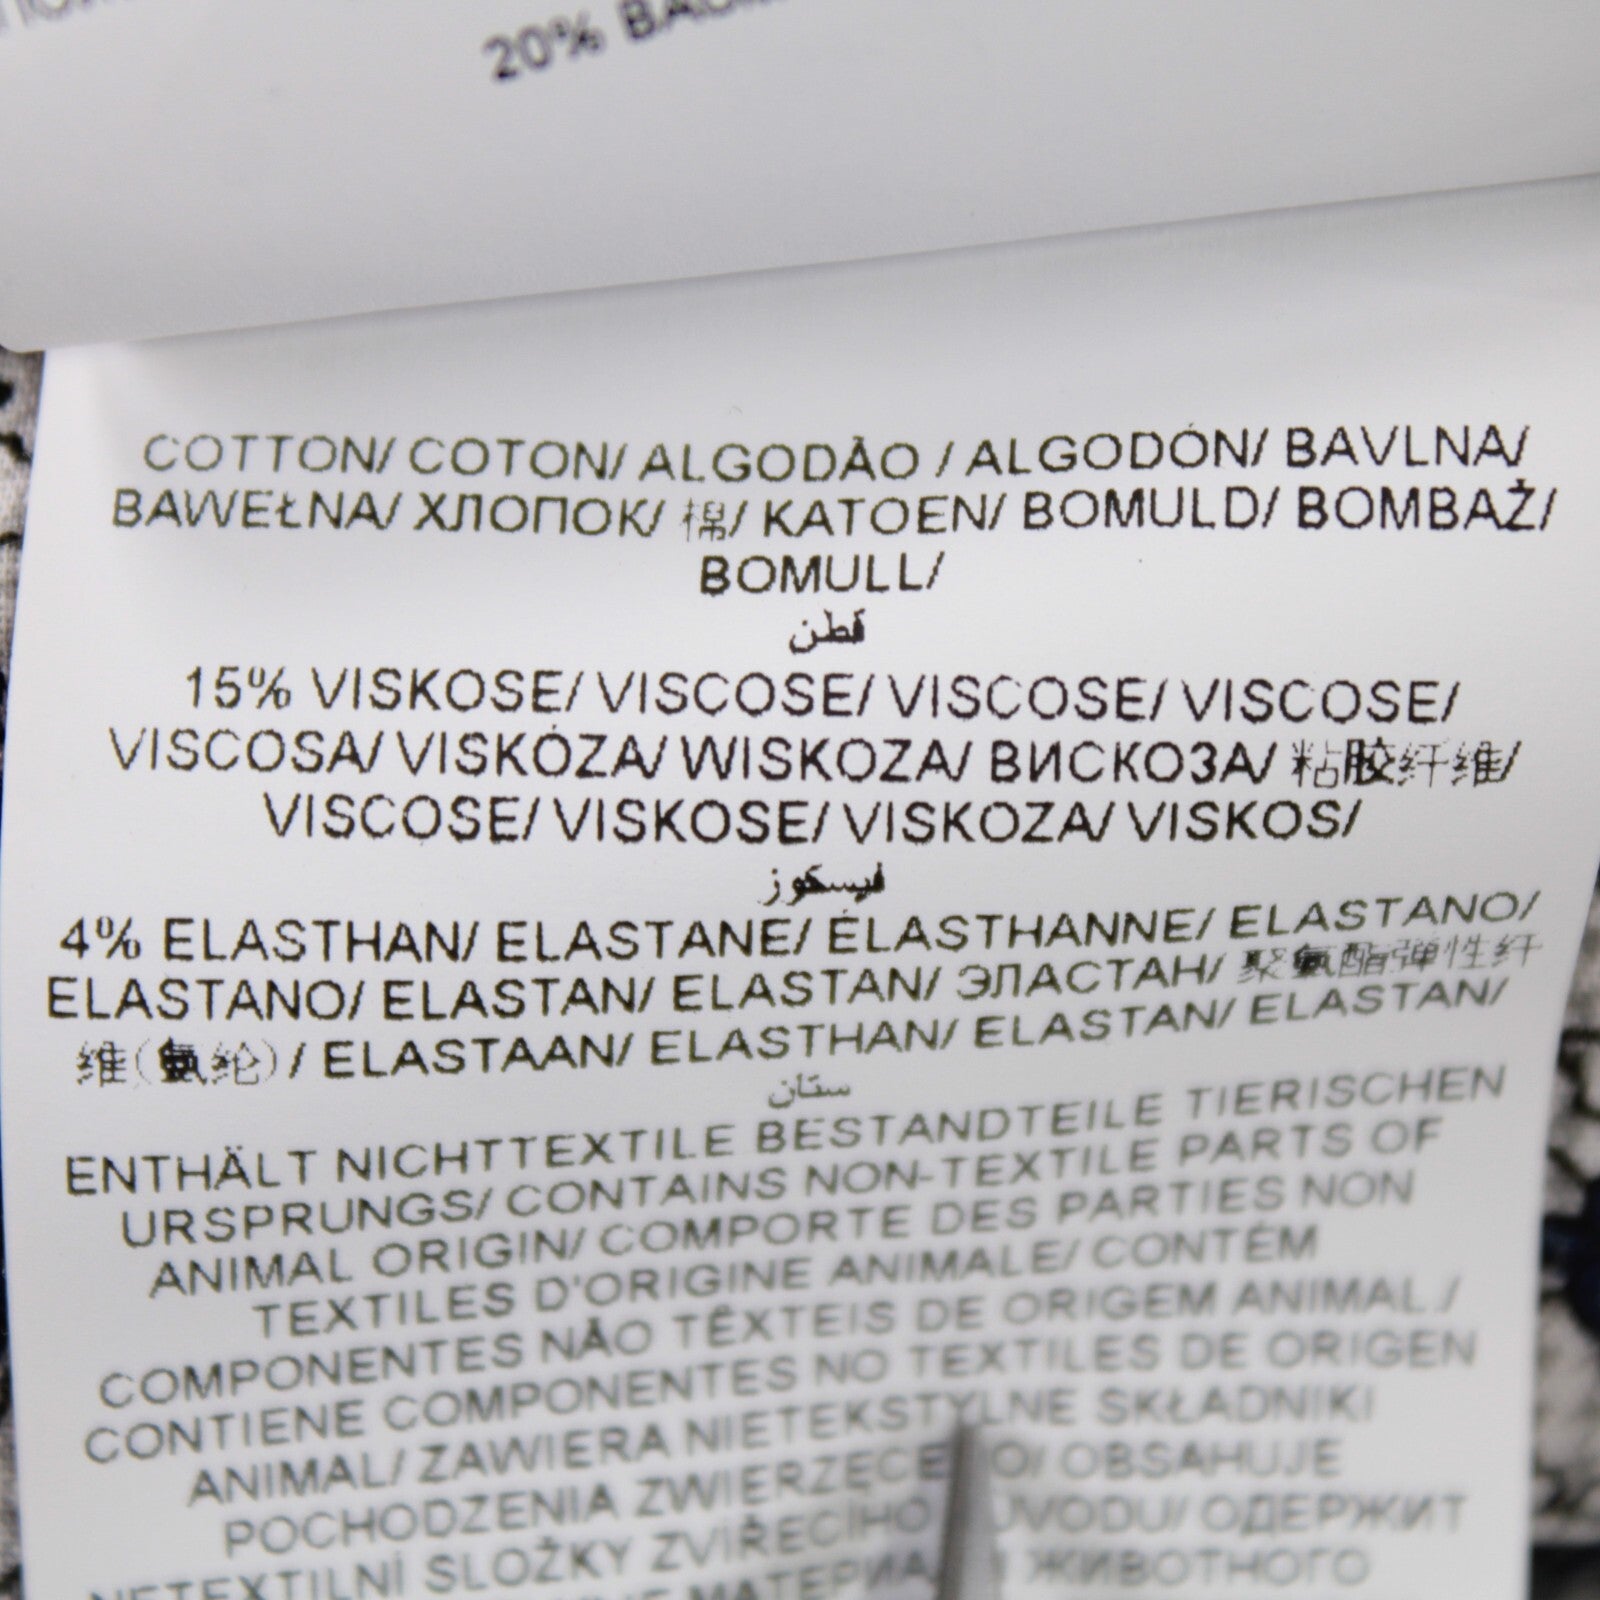 20%
COTTON/ COTON/ ALGODÃO / ALGODÓN/ BAVLNA/
BAWEŁNA/ ХЛОПОК/ 棉/ KATOEN/ BOMULD/ BOMBAŻ/
BOMULL/
قطن
15% VISKOSE/ VISCOSE/ VISCOSE/ VISCOSE/
VISCOSA/ VISKÓZA/ WISKOZA/ ВИСКОЗА/ 粘胶纤维/
VISCOSE/ VISKOSE/ VISKOZA/ VISKOS/
فيسكوز
4% ELASTHAN/ ELASTANE/ ÉLASTHANNE/ ELASTANO/
ELASTANO/ ELASTAN/ ELASTAN/ ЭЛАСТАН/ 聚氨酯弹性纤
维(氨纶) / ELASTAAN/ ELASTHAN/ ELASTAN/ ELASTAN/
ستان
ENTHÄLT NICHTTEXTILE BESTANDTEILE TIERISCHEN
URSPRUNGS/ CONTAINS NON-TEXTILE PARTS OF
ANIMAL ORIGIN/ COMPORTE DES PARTIES NON
TEXTILES D'ORIGINE ANIMALE/ CONTÉM
COMPONENTES NÃO TÊXTEIS DE ORIGEM ANIMAL /
CONTIENE COMPONENTES NO TEXTILES DE ORIGEN
ANIMAL/ ZAWIERA NIETEKSTYLNE SKŁADNIKI
POCHODZENIA OBSAHUJE
NETEXTILNÍ SLOŽKY ZVÍŘECÍHO ОДЕРЖИТ
ЖИВОТНОГО